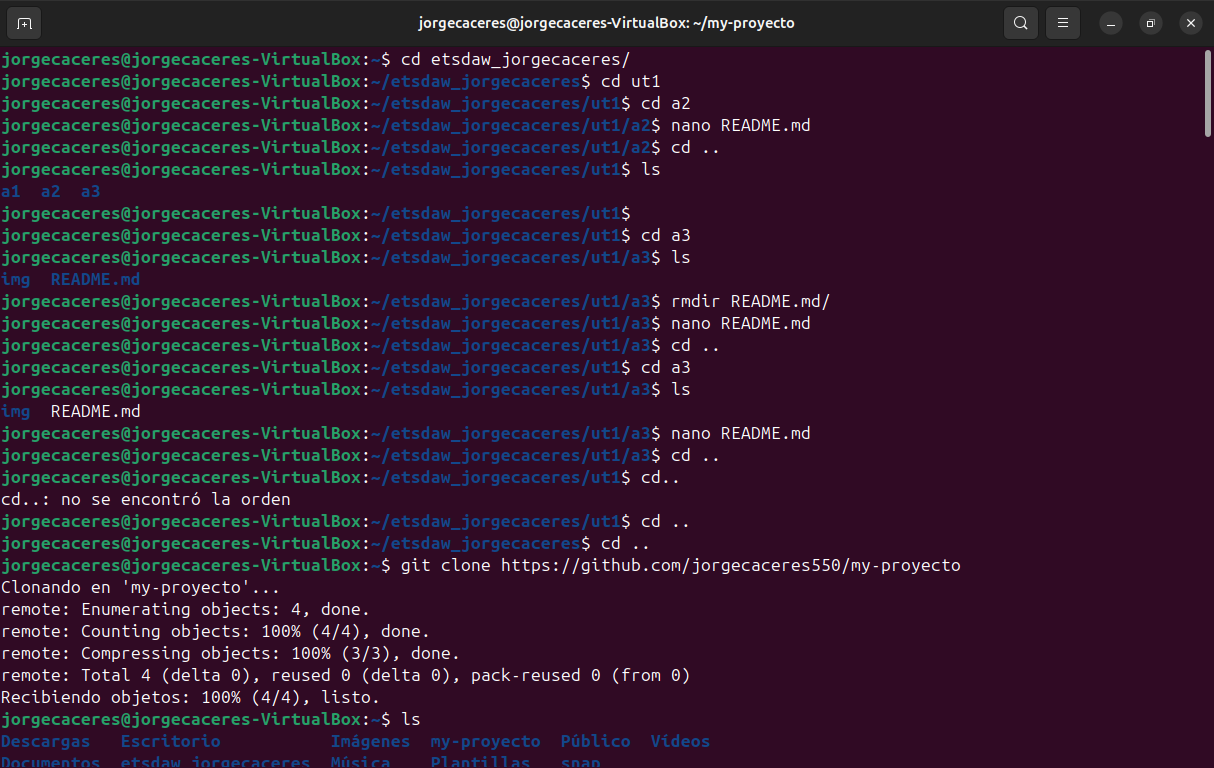 jorgecaceres@jorgecaceres-VirtualBox: ~/my-proyecto
jorgecaceres@jorgecaceres-VirtualBox:~$ cd etsdaw_jorgecaceres/
jorgecaceres@jorgecaceres-VirtualBox:~/etsdaw_jorgecaceres$ cd ut1
jorgecaceres@jorgecaceres-VirtualBox:~/etsdaw_jorgecaceres/ut1$ cd a2
jorgecaceres@jorgecaceres-VirtualBox:~/etsdaw_jorgecaceres/ut1/a2$ nano README.md
jorgecaceres@jorgecaceres-VirtualBox:~/etsdaw_jorgecaceres/ut1/a2$ cd ..
jorgecaceres@jorgecaceres-VirtualBox:~/etsdaw_jorgecaceres/ut1$ ls
a1  a2  a3
jorgecaceres@jorgecaceres-VirtualBox:~/etsdaw_jorgecaceres/ut1$
jorgecaceres@jorgecaceres-VirtualBox:~/etsdaw_jorgecaceres/ut1$ cd a3
jorgecaceres@jorgecaceres-VirtualBox:~/etsdaw_jorgecaceres/ut1/a3$ ls
img  README.md
jorgecaceres@jorgecaceres-VirtualBox:~/etsdaw_jorgecaceres/ut1/a3$ rmdir README.md/
jorgecaceres@jorgecaceres-VirtualBox:~/etsdaw_jorgecaceres/ut1/a3$ nano README.md
jorgecaceres@jorgecaceres-VirtualBox:~/etsdaw_jorgecaceres/ut1/a3$ cd ..
jorgecaceres@jorgecaceres-VirtualBox:~/etsdaw_jorgecaceres/ut1$ cd a3
jorgecaceres@jorgecaceres-VirtualBox:~/etsdaw_jorgecaceres/ut1/a3$ ls
img  README.md
jorgecaceres@jorgecaceres-VirtualBox:~/etsdaw_jorgecaceres/ut1/a3$ nano README.md
jorgecaceres@jorgecaceres-VirtualBox:~/etsdaw_jorgecaceres/ut1/a3$ cd ..
jorgecaceres@jorgecaceres-VirtualBox:~/etsdaw_jorgecaceres/ut1$ cd..
cd..: no se encontró la orden
jorgecaceres@jorgecaceres-VirtualBox:~/etsdaw_jorgecaceres/ut1$ cd ..
jorgecaceres@jorgecaceres-VirtualBox:~/etsdaw_jorgecaceres$ cd ..
jorgecaceres@jorgecaceres-VirtualBox:~$ git clone https://github.com/jorgecaceres550/my-proyecto
Clonando en 'my-proyecto'...
remote: Enumerating objects: 4, done.
remote: Counting objects: 100% (4/4), done.
remote: Compressing objects: 100% (3/3), done.
remote: Total 4 (delta 0), reused 0 (delta 0), pack-reused 0 (from 0)
Recibiendo objetos: 100% (4/4), listo.
jorgecaceres@jorgecaceres-VirtualBox:~$ ls
Descargas   Escritorio           Imágenes  my-proyecto  Público  Vídeos
Documentos  etsdaw_jorgecaceres  Música    Plantillas   snap